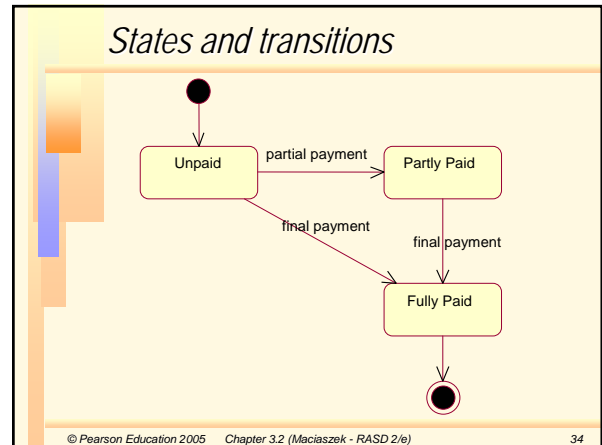 States and transitions
Unpaid
partial payment
Partly Paid
final payment
final payment
Fully Paid
© Pearson Education 2005 Chapter 3.2 (Maciaszek - RASD 2/e) 34